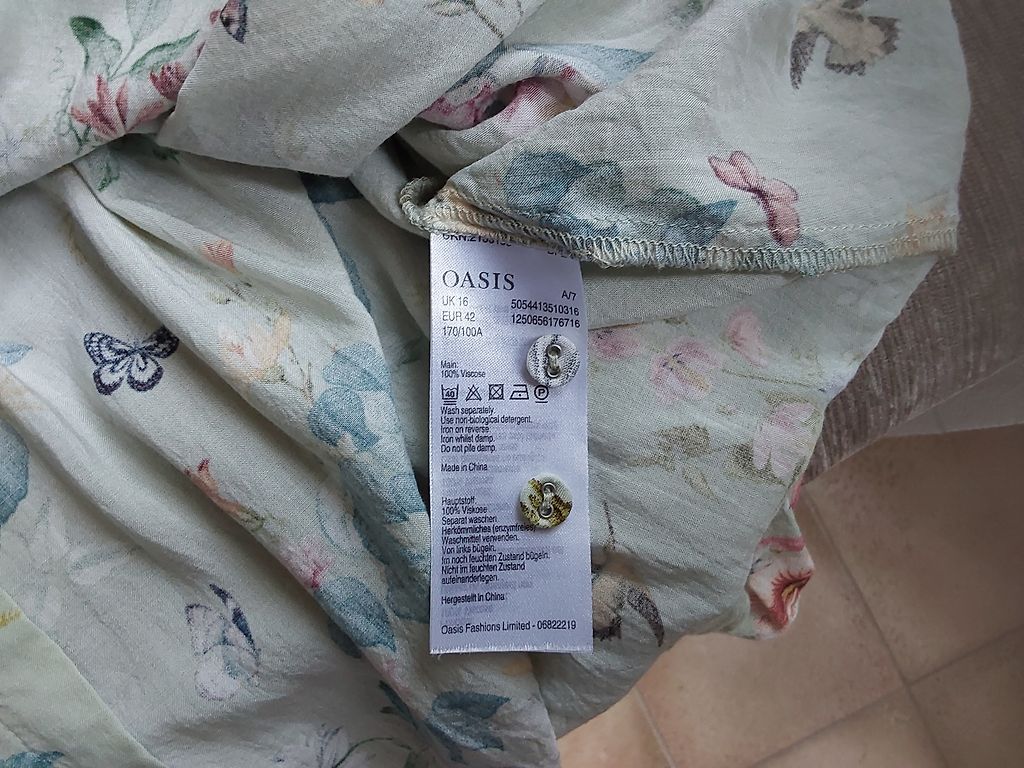 OASIS
A/7
UK 16 5054413510316
EUR 42 1250656176716
170/100A
Main:
100% Viscose
40 P
Wash separately.
Use non-biological detergent.
Iron on reverse
Iron whilst damp.
Do not pile damp.
Made in China
Hauptstoff:
100% Viskose
Separat waschen
Herkömmliches (enzymfreies
Waschmittel verwenden.
Von links bügeln.
Im noch feuchten Zustand bügeln.
Nicht im feuchten Zustand
aufeinanderlegen.
Hergestellt in China
Oasis Fashions Limited - 06822219